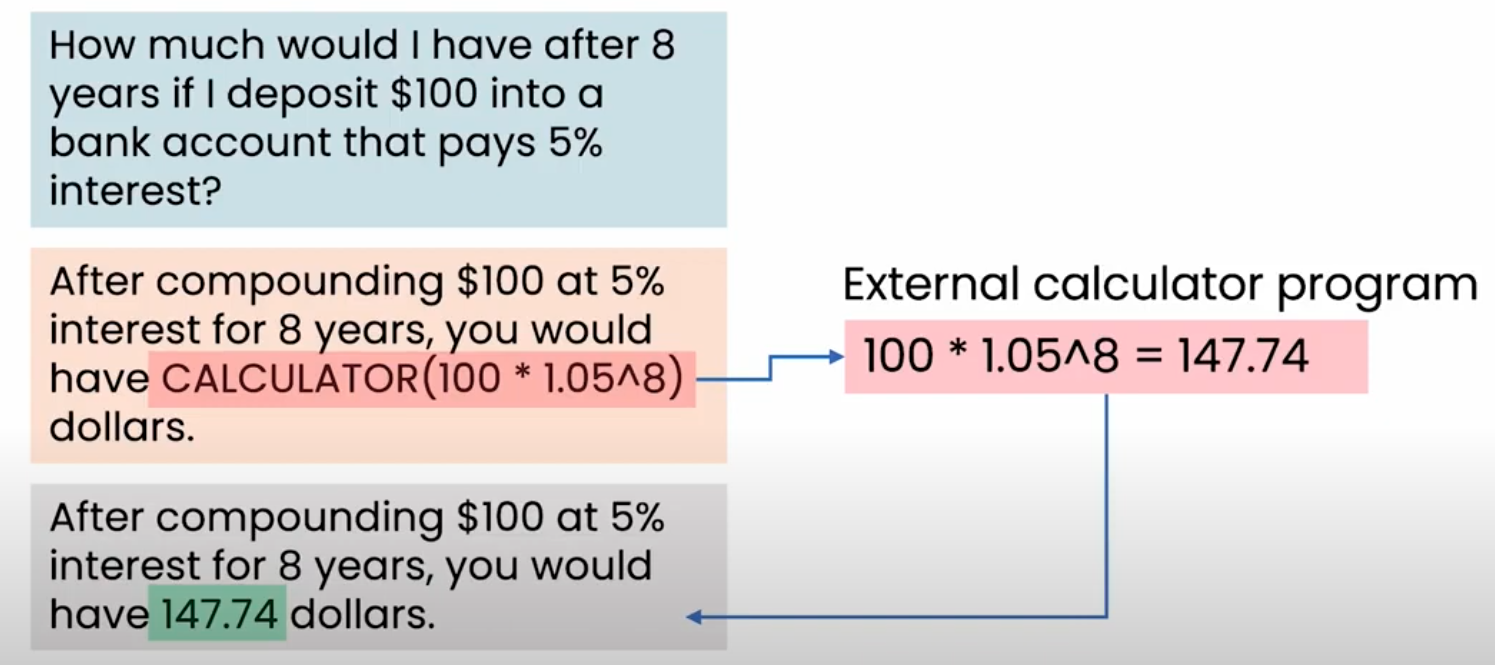 How much would I have after 8
years if I deposit $100 into a
bank account that pays 5%
interest?
After compounding $100 at 5%
interest for 8 years, you would
have CALCULATOR(100 * 1.05^8)
dollars.
External calculator program
100 * 1.05^8 = 147.74
After compounding $100 at 5%
interest for 8 years, you would
have 147.74 dollars.